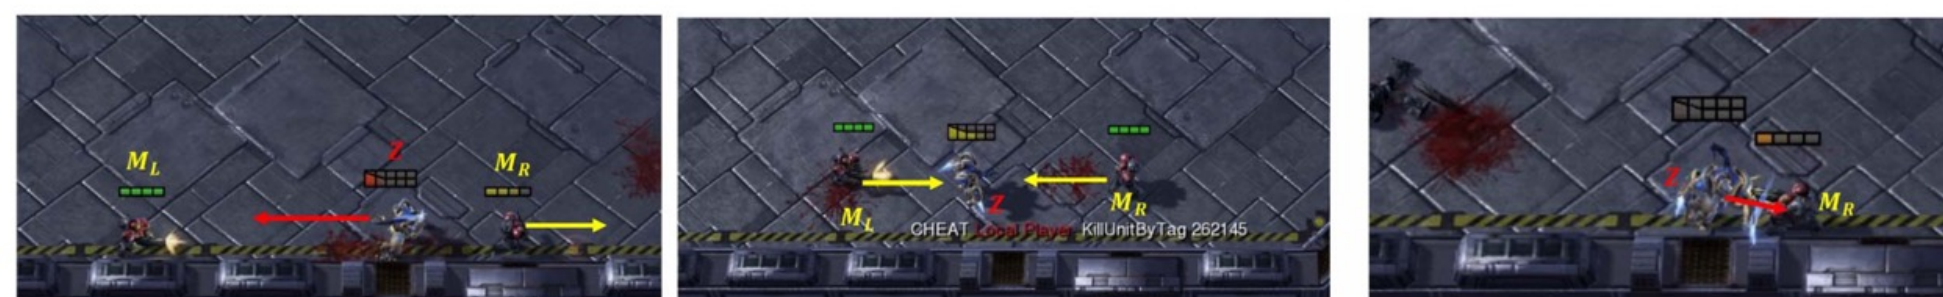 M_L
Z
M_R
M_L
Z
M_R
CHEAT Local Player KillUnitByTag 262145
Z
M_R